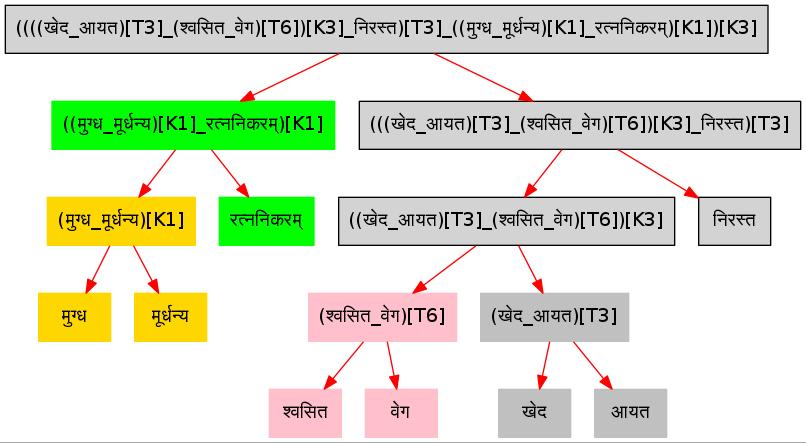 ((((खेद_आयत)[T3]_(श्वसित_वेग)[T6])[K3]_निरस्त)[T3]_((मुग्ध_मूर्धन्य)[K1]_रत्ननिकरम्)[K1])[K3]
((मुग्ध_मूर्धन्य)[K1]_रत्ननिकरम्)[K1]
(((खेद_आयत)[T3]_(श्वसित_वेग)[T6])[K3]_निरस्त)[T3]
(मुग्ध_मूर्धन्य)[K1]
रत्ननिकरम्
((खेद_आयत)[T3]_(श्वसित_वेग)[T6])[K3]
निरस्त
मुग्ध
मूर्धन्य
(श्वसित_वेग)[T6]
(खेद_आयत)[T3]
श्वसित
वेग
खेद
आयत